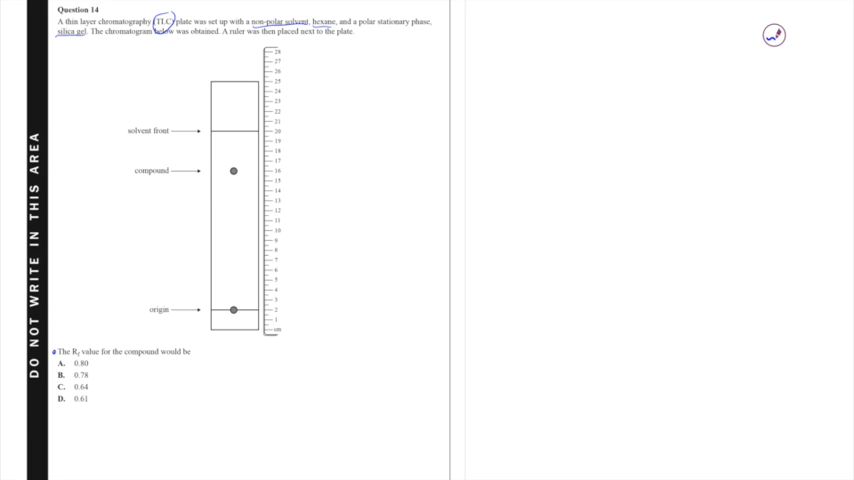 Question 14
A thin layer chromatography (TLC) plate was set up with a non-polar solvent, hexane, and a polar stationary phase,
silica gel. The chromatogram below was obtained. A ruler was then placed next to the plate.
28
27
26
25
24
23
22
21
solvent front
20
19
18
17
compound
16
15
14
13
12
11
10
9
8
7
6
5
4
3
origin
2
1
cm
The Rf value for the compound would be
A. 0.80
B. 0.78
C. 0.64
D. 0.61
DO NOT WRITE IN THIS AREA